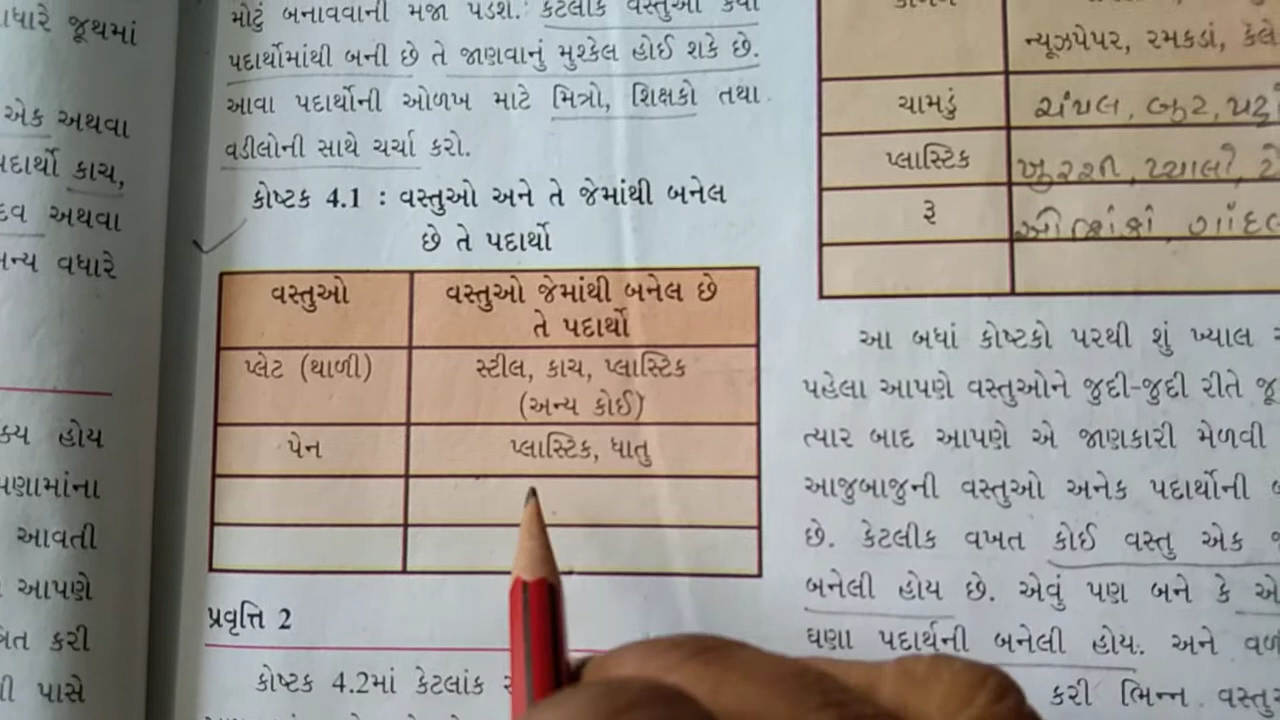 ધારે જૂથમાં
એક અથવા
કાચ,
અથવા
વધારે
હોય
આવતી
આપણે
કરી
પાસે
મોટું બનાવવાની મજા પડશે. કેટલીક વસ્તુઓ કયા
પદાર્થોમાંથી બની છે તે જાણવાનું મુશ્કેલ હોઈ શકે છે.
આવા પદાર્થોની ઓળખ માટે મિત્રો, શિક્ષકો તથા
વડીલોની સાથે ચર્ચા કરો.
કોષ્ટક 4.1 : વસ્તુઓ અને તે જેમાંથી બનેલ
છે તે પદાર્થો
વસ્તુઓ
વસ્તુઓ જેમાંથી બનેલ છે
તે પદાર્થો
પ્લેટ (થાળી)
સ્ટીલ, કાચ, પ્લાસ્ટિક
(અન્ય કોઈ)
પેન
પ્લાસ્ટિક, ધાતુ
પ્રવૃત્તિ 2
કોષ્ટક 4.2માં કેટલાંક
ન્યૂઝપેપર, રમકડાં,
ચામડું
ચંપલ, બુટ,
પ્લાસ્ટિક
ખુરશી, પ્યાલો,
રૂ
ઓશીકાં,
આ બધાં કોષ્ટકો પરથી શું ખ્યાલ
પહેલા આપણે વસ્તુઓને જુદી-જુદી રીતે
ત્યાર બાદ આપણે એ જાણકારી મેળવી
આજુબાજુની વસ્તુઓ અનેક પદાર્થોની
છે. કેટલીક વખત કોઈ વસ્તુ એક
બનેલી હોય છે. એવું પણ બને કે
ઘણા પદાર્થની બનેલી હોય. અને
કરી ભિન્ન